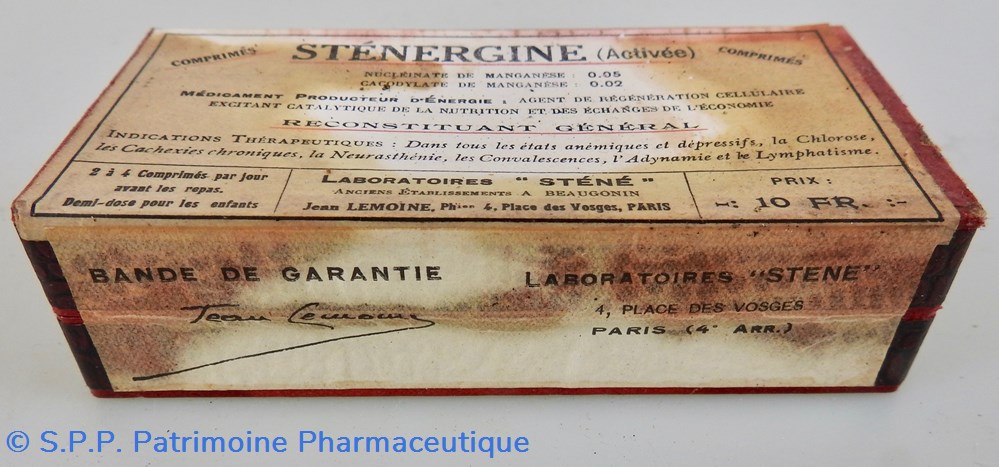 COMPRIMÉS STÉNERGINE (Activée) COMPRIMÉS
NUCLÉINATE DE MANGANÈSE : 0.05
CACODYLATE DE MANGANÈSE : 0.02
MÉDICAMENT PRODUCTEUR D'ÉNERGIE : AGENT DE RÉGÉNÉRATION CELLULAIRE
EXCITANT CATALYTIQUE DE LA NUTRITION ET DES ÉCHANGES DE L'ÉCONOMIE
RECONSTITUANT GÉNÉRAL
INDICATIONS THÉRAPEUTIQUES : Dans tous les états anémiques et dépressifs, la Chlorose,
les Cachexies chroniques, la Neurasthénie, les Convalescences, l'Adynamie et le Lymphatisme.
2 à 4 Comprimés par jour
avant les repas.
Demi-dose pour les enfants
LABORATOIRES "STÉNÉ"
ANCIENS ÉTABLISSEMENTS A BEAUGONIN
Jean LEMOINE, Phien 4, Place des Vosges, PARIS
PRIX :
-: 10 FR. :-
BANDE DE GARANTIE
Jean Lemoine
LABORATOIRES "STENE"
4, PLACE DES VOSGES
PARIS (4e ARR.)
© S.P.P. Patrimoine Pharmaceutique